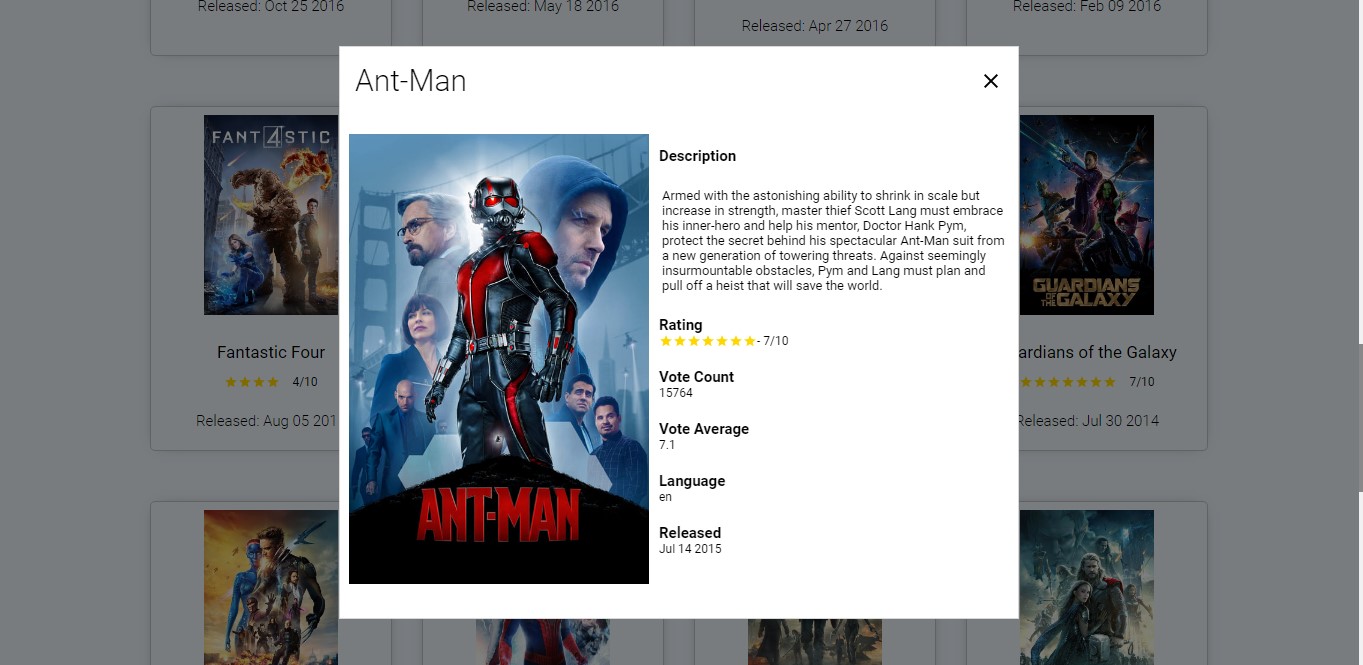 Released: Oct 25 2016
Released: May 18 2016
Released: Apr 27 2016
Released: Feb 09 2016
Ant-Man
FANT4STIC
Description
Armed with the astonishing ability to shrink in scale but
increase in strength, master thief Scott Lang must embrace
his inner-hero and help his mentor, Doctor Hank Pym,
protect the secret behind his spectacular Ant-Man suit from
a new generation of towering threats. Against seemingly
insurmountable obstacles, Pym and Lang must plan and
pull off a heist that will save the world.
GUARDIANS
OF THE GALAXY
Rating
- 7/10
Fantastic Four
ardians of the Galaxy
Vote Count
15764
4/10
7/10
Released: Aug 05 201
Released: Jul 30 2014
Vote Average
7.1
Language
en
ANT-MAN
Released
Jul 14 2015